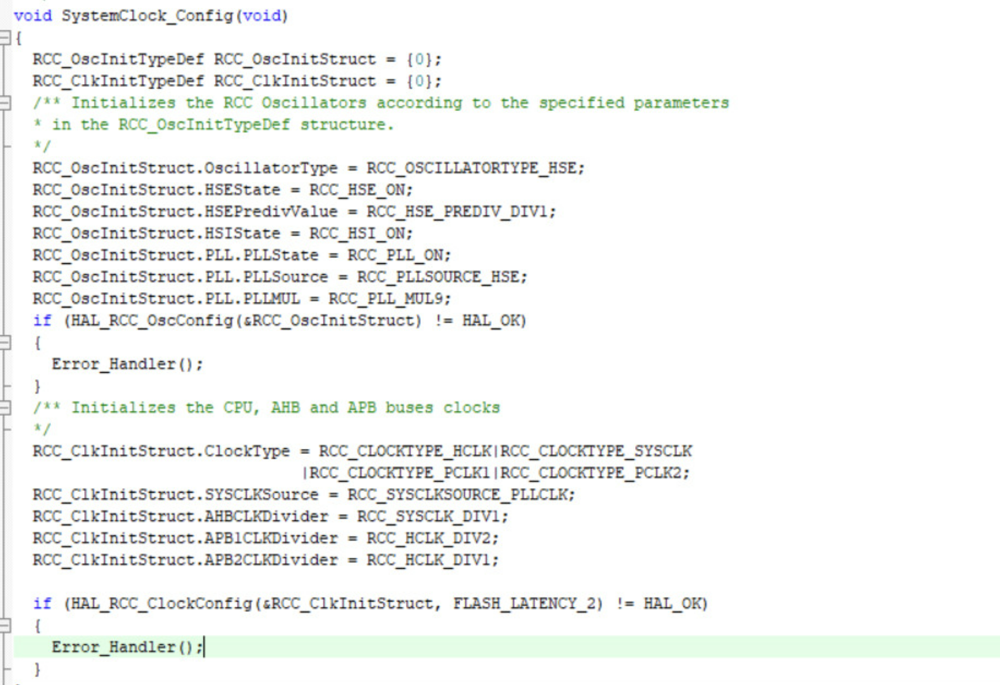 void SystemClock_Config(void)
{
  RCC_OscInitTypeDef RCC_OscInitStruct = {0};
  RCC_ClkInitTypeDef RCC_ClkInitStruct = {0};
  /** Initializes the RCC Oscillators according to the specified parameters
  * in the RCC_OscInitTypeDef structure.
  */
  RCC_OscInitStruct.OscillatorType = RCC_OSCILLATORTYPE_HSE;
  RCC_OscInitStruct.HSEState = RCC_HSE_ON;
  RCC_OscInitStruct.HSEPredivValue = RCC_HSE_PREDIV_DIV1;
  RCC_OscInitStruct.HSIState = RCC_HSI_ON;
  RCC_OscInitStruct.PLL.PLLState = RCC_PLL_ON;
  RCC_OscInitStruct.PLL.PLLSource = RCC_PLLSOURCE_HSE;
  RCC_OscInitStruct.PLL.PLLMUL = RCC_PLL_MUL9;
  if (HAL_RCC_OscConfig(&RCC_OscInitStruct) != HAL_OK)
  {
    Error_Handler();
  }
  /** Initializes the CPU, AHB and APB buses clocks
  */
  RCC_ClkInitStruct.ClockType = RCC_CLOCKTYPE_HCLK|RCC_CLOCKTYPE_SYSCLK
                              |RCC_CLOCKTYPE_PCLK1|RCC_CLOCKTYPE_PCLK2;
  RCC_ClkInitStruct.SYSCLKSource = RCC_SYSCLKSOURCE_PLLCLK;
  RCC_ClkInitStruct.AHBCLKDivider = RCC_SYSCLK_DIV1;
  RCC_ClkInitStruct.APB1CLKDivider = RCC_HCLK_DIV2;
  RCC_ClkInitStruct.APB2CLKDivider = RCC_HCLK_DIV1;

  if (HAL_RCC_ClockConfig(&RCC_ClkInitStruct, FLASH_LATENCY_2) != HAL_OK)
  {
    Error_Handler();
  }